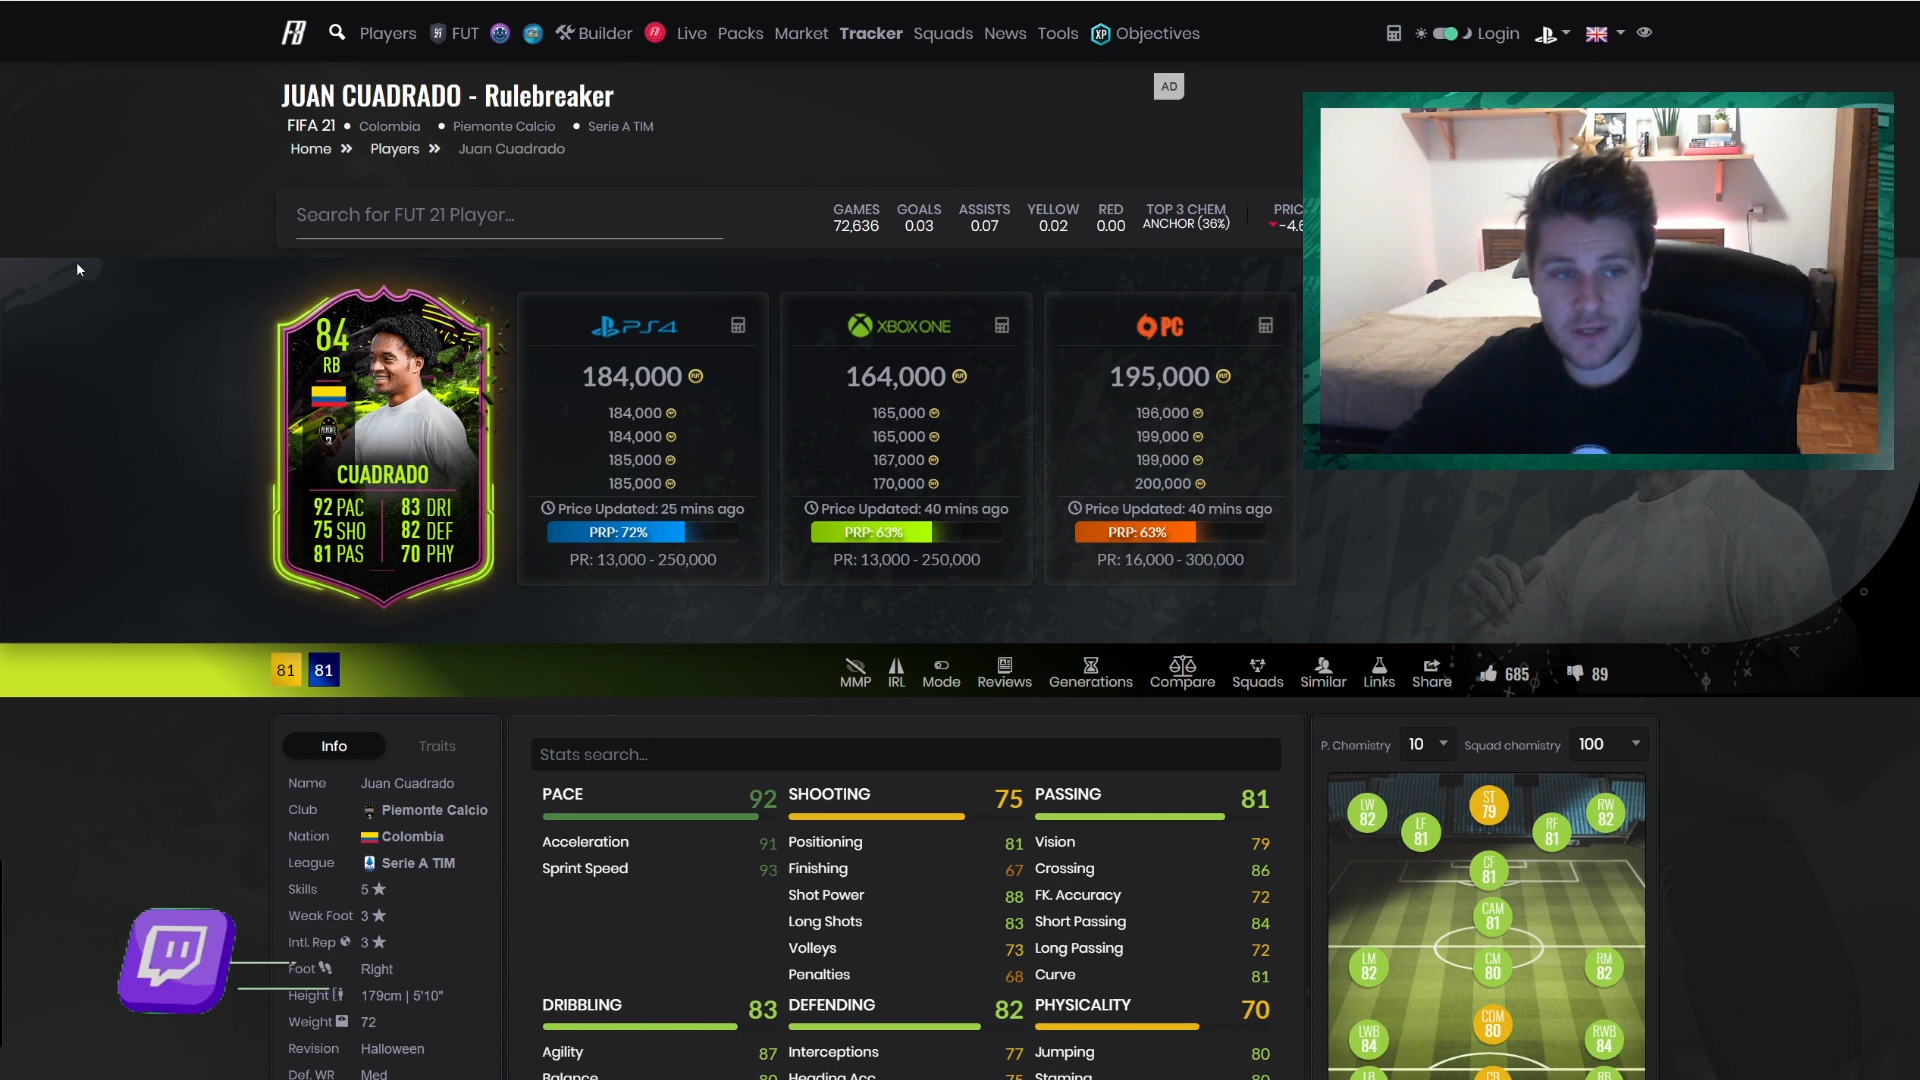 Players FUT Builder Live Packs Market Tracker Squads News Tools XP Objectives Login
JUAN CUADRADO - Rulebreaker
AD
FIFA 21 • Colombia • Piemonte Calcio • Serie A TIM
Home » Players » Juan Cuadrado
Search for FUT 21 Player...
GAMES GOALS ASSISTS YELLOW RED TOP 3 CHEM
72,636 0.03 0.07 0.02 0.00 ANCHOR (36%)
84
RB
CUADRADO
92 PAC 83 DRI
75 SHO 82 DEF
81 PAS 70 PHY
PS4
184,000
184,000
184,000
185,000
185,000
Price Updated: 25 mins ago
PRP: 72%
PR: 13,000 - 250,000
XBOX ONE
164,000
165,000
165,000
167,000
170,000
Price Updated: 40 mins ago
PRP: 63%
PR: 13,000 - 250,000
PC
195,000
196,000
199,000
199,000
200,000
Price Updated: 40 mins ago
PRP: 63%
PR: 16,000 - 300,000
81 81
MMP IRL Mode Reviews Generations Compare Squads Similar Links Share 685 89
Info Traits
Name Juan Cuadrado
Club Piemonte Calcio
Nation Colombia
League Serie A TIM
Skills 5
Weak Foot 3
Intl. Rep 3
Foot Right
Height 179cm | 5'10"
Weight 72
Revision Halloween
Def. WR Med
Stats search...
PACE 92
Acceleration 91
Sprint Speed 93
SHOOTING 75
Positioning 81
Finishing 67
Shot Power 88
Long Shots 83
Volleys 73
Penalties 68
PASSING 81
Vision 79
Crossing 86
FK. Accuracy 72
Short Passing 84
Long Passing 72
Curve 81
DRIBBLING 83
Agility 87
Balance
DEFENDING 82
Interceptions 77
Heading Acc.
PHYSICALITY 70
Jumping 80
Stamina
P. Chemistry 10 Squad chemistry 100
LW 82
LF 81
ST 79
RF 81
RW 82
CF 81
CAM 81
LM 82
CM 80
RM 82
CDM 80
LWB 84
RWB 84
LB
CB
RB